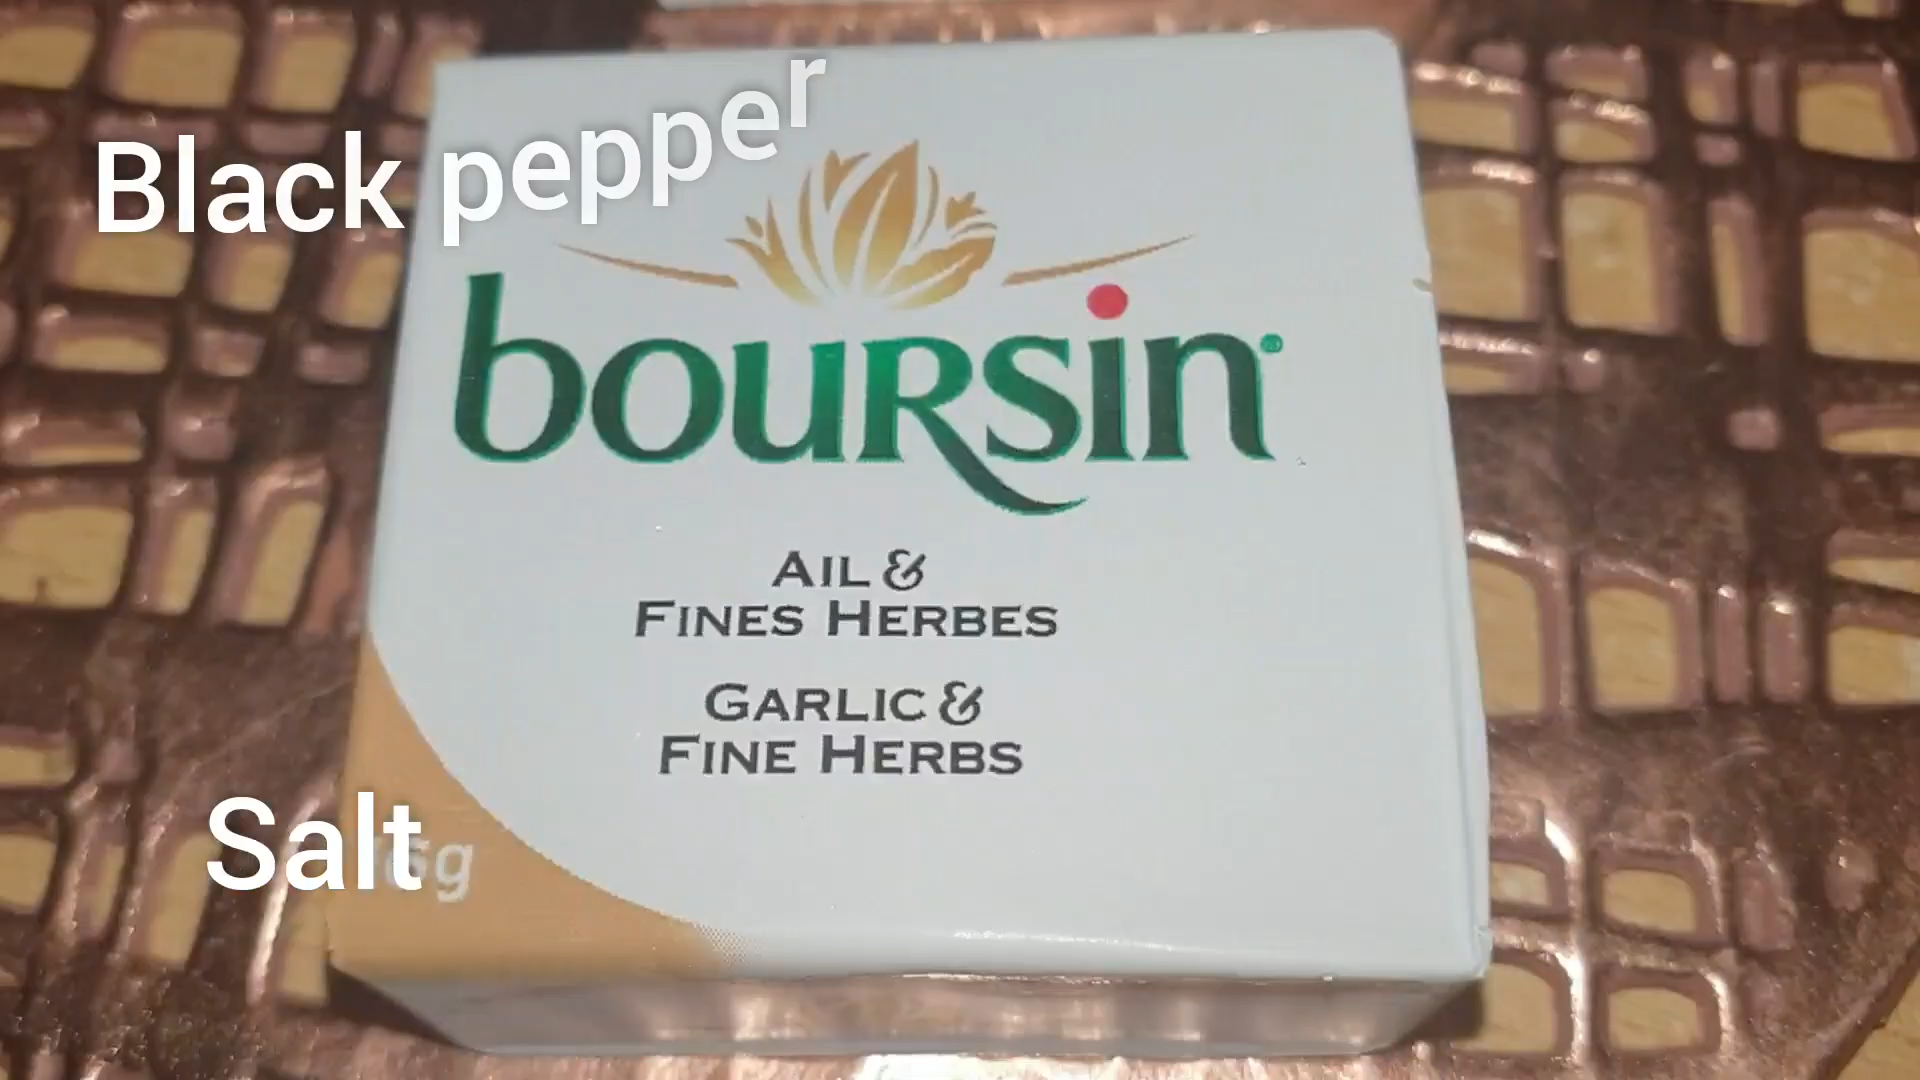 Black pepper
boursin
AIL &
FINES HERBES
GARLIC &
FINE HERBS
Salt